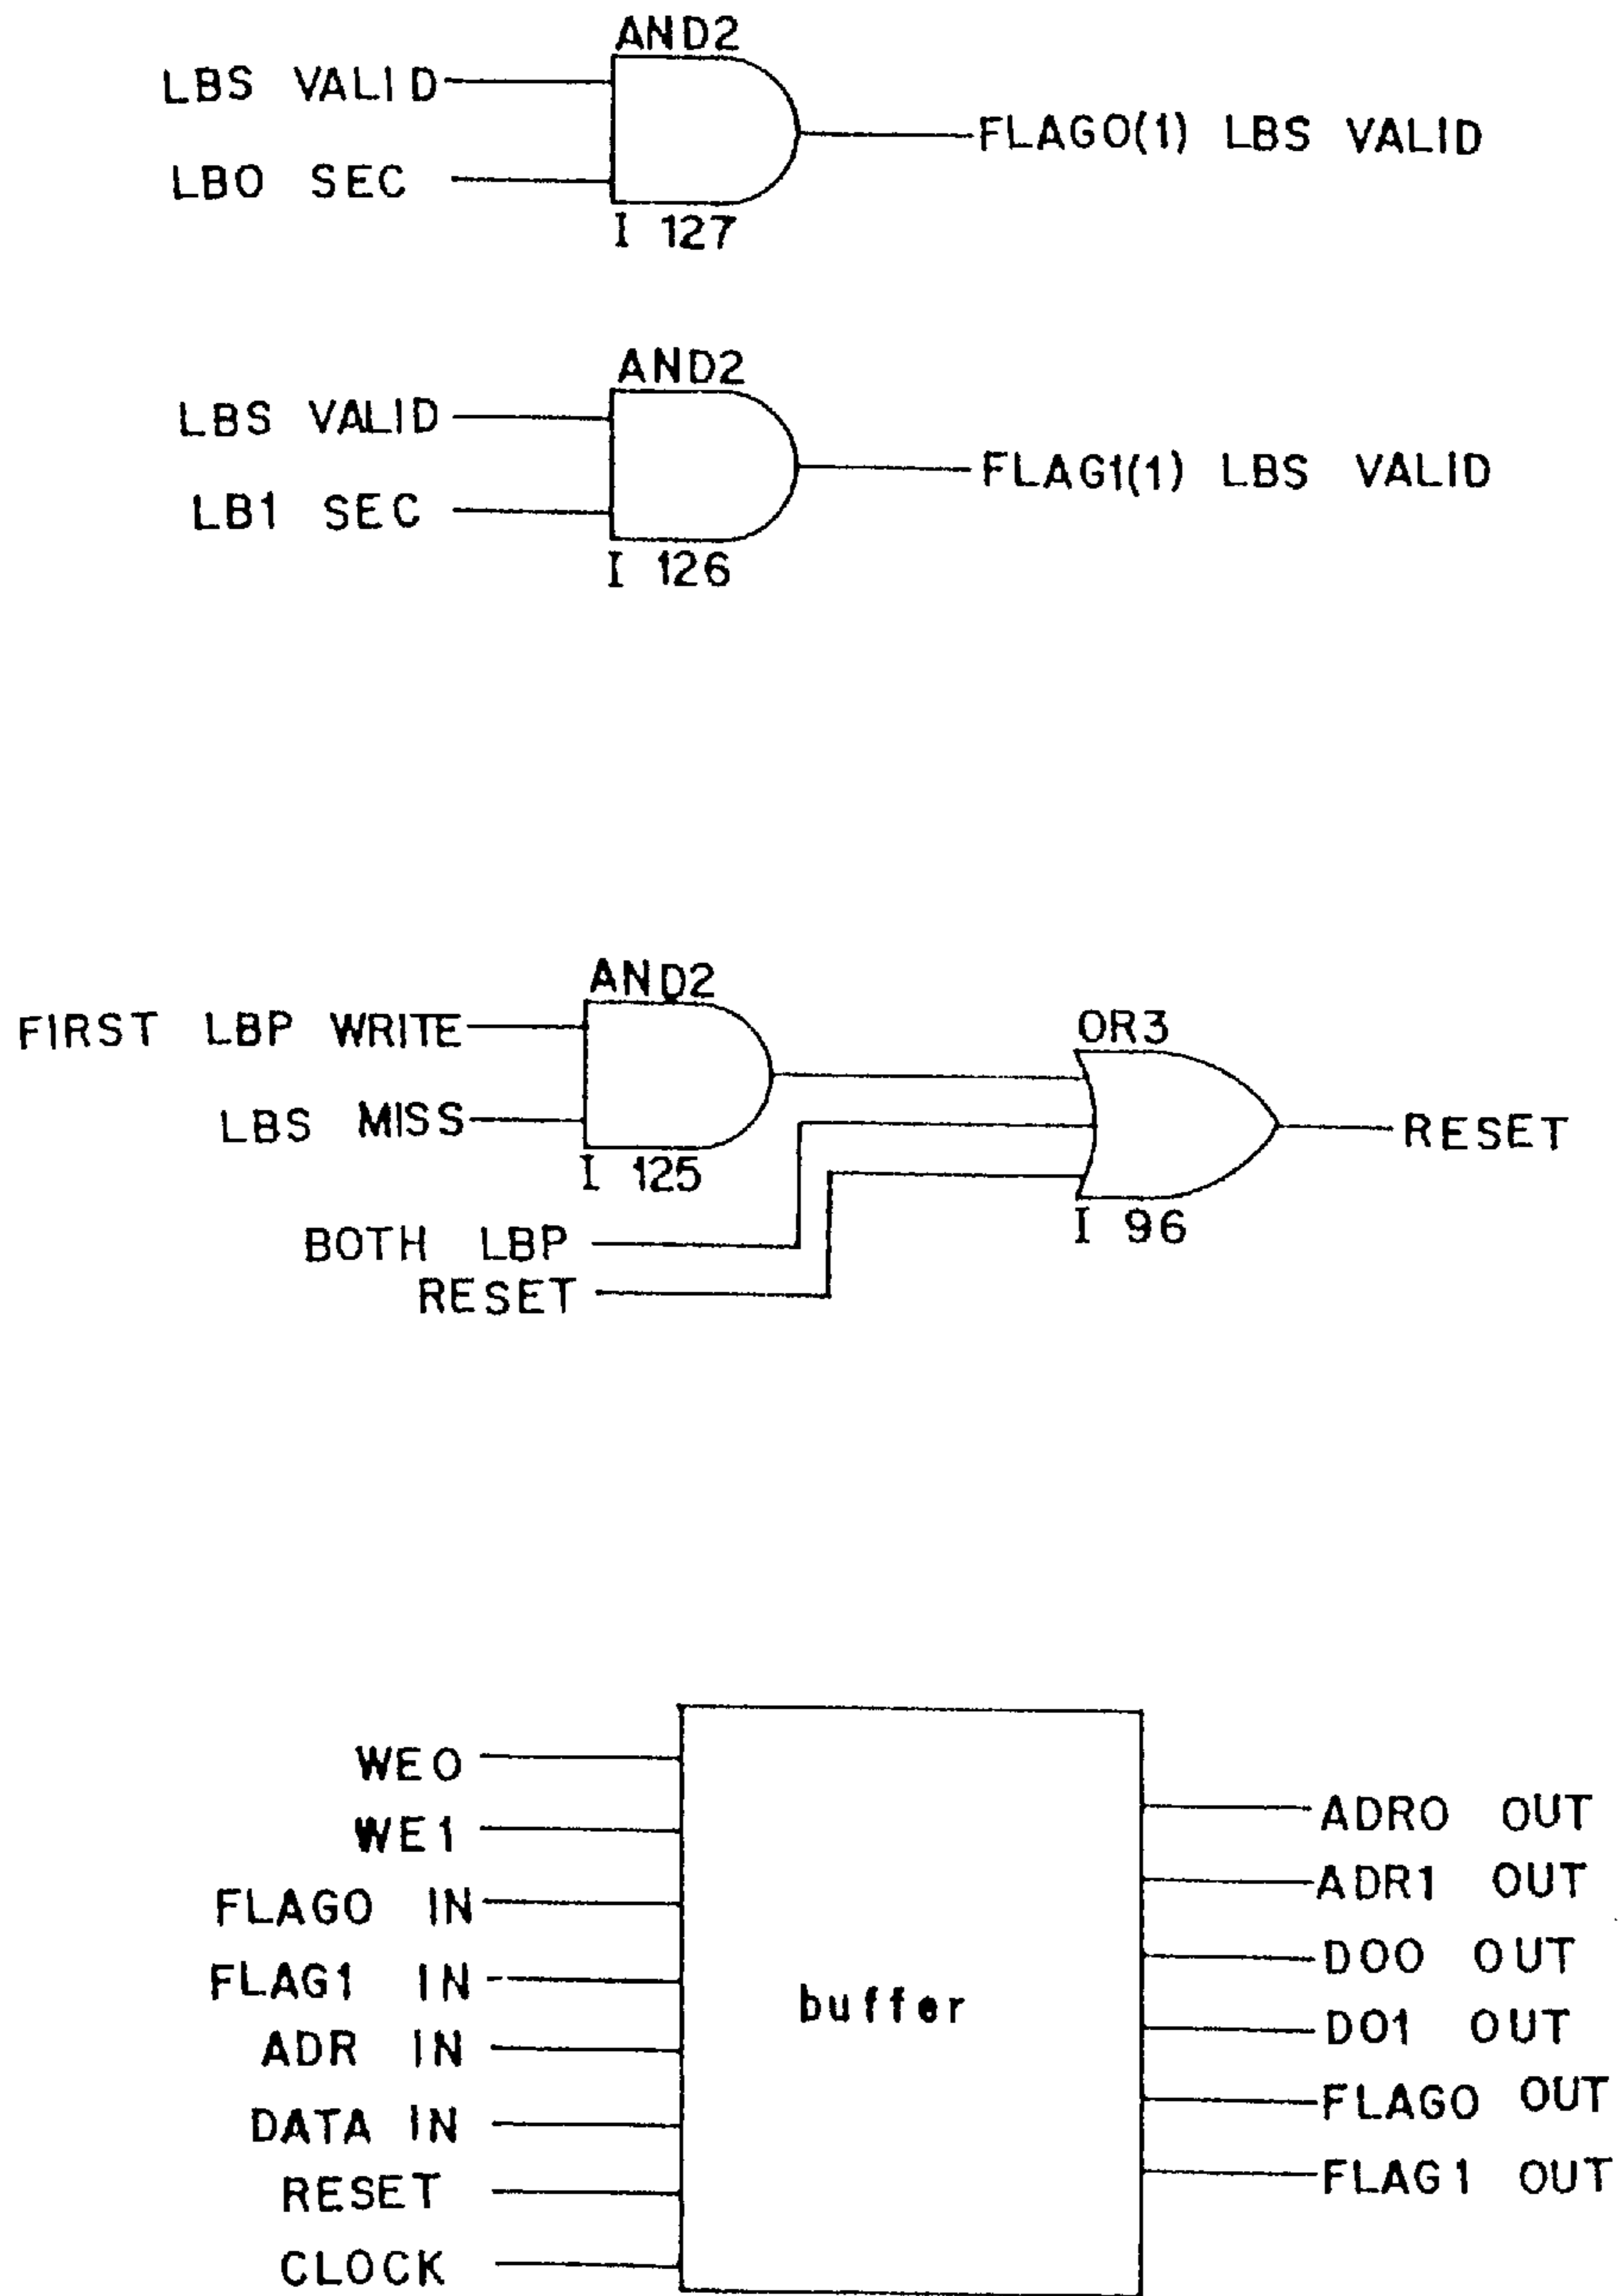 AND2
LBS VALID
LB0 SEC
FLAG0(1) LBS VALID
I 127
AND2
LBS VALID
LB1 SEC
FLAG1(1) LBS VALID
I 126
AND2
FIRST LBP WRITE
LBS MISS
I 125
OR3
RESET
I 96
BOTH LBP
RESET
WE0
WE1
FLAG0 IN
FLAG1 IN
ADR IN
DATA IN
RESET
CLOCK
buffer
ADR0 OUT
ADR1 OUT
DO0 OUT
DO1 OUT
FLAG0 OUT
FLAG1 OUT